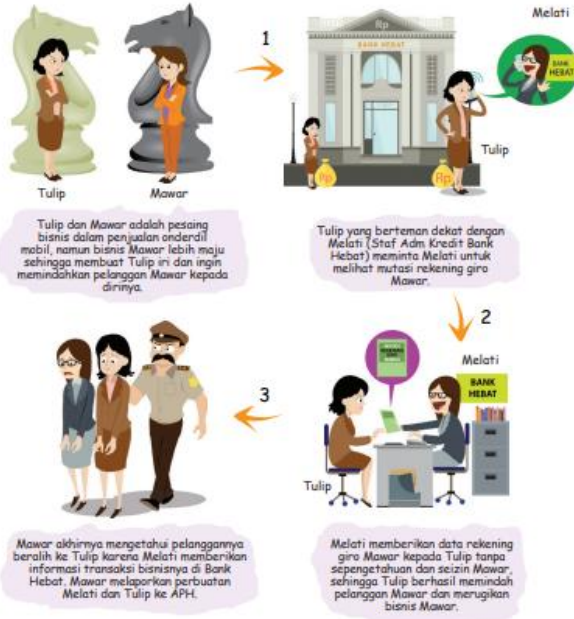 Tulip
Mawar
Tulip dan Mawar adalah pesaing
bisnis dalam penjualan onderdil
mobil, namun bisnis Mawar lebih maju
sehingga membuat Tulip iri dan ingin
memindahkan pelanggan Mawar kepada
dirinya.
1
Rp
BANK HEBAT
Melati
BANK
HEBAT
Tulip
Rp
Rp
Tulip yang berteman dekat dengan
Melati (Staf Adm Kredit Bank
Hebat) meminta Melati untuk
melihat mutasi rekening giro
Mawar.
2
Melati
BANK
HEBAT
Tulip
Melati memberikan data rekening
giro Mawar kepada Tulip tanpa
sepengetahuan dan seizin Mawar,
sehingga Tulip berhasil memindah
pelanggan Mawar dan merugikan
bisnis Mawar.
3
Mawar akhirnya mengetahui pelanggannya
beralih ke Tulip karena Melati memberikan
informasi transaksi bisnisnya di Bank
Hebat. Mawar melaporkan perbuatan
Melati dan Tulip ke APH.